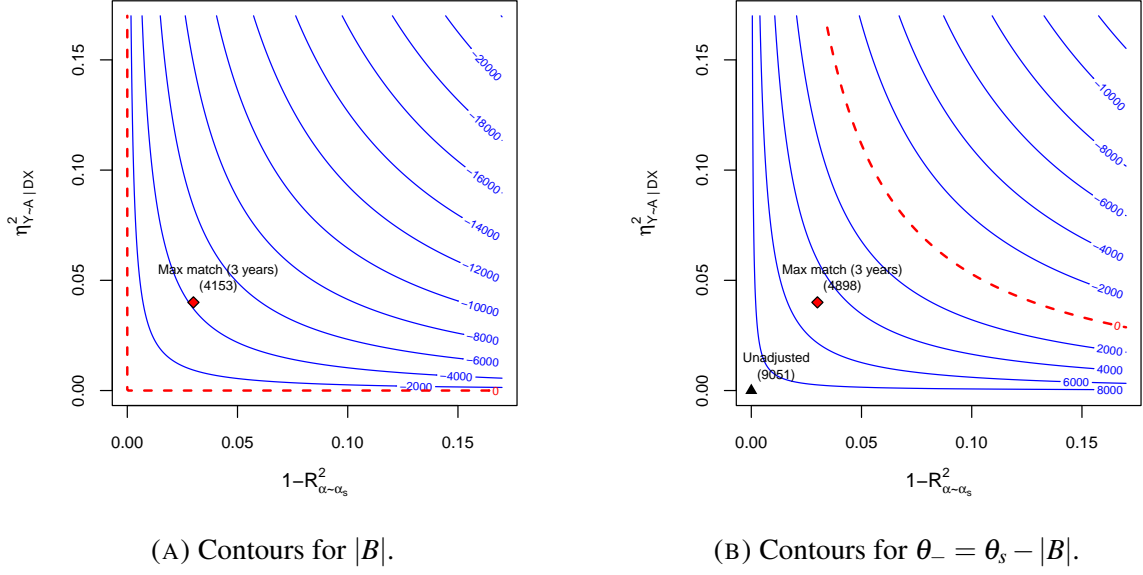 0.00 0.05 0.10 0.15
η²Y~A | DX
−20000
−18000
−16000
−14000
−12000
−10000
−8000
−6000
−4000
−2000
0
Max match (3 years)
(4153)
0.00 0.05 0.10 0.15
1−R²α~αs
(A) Contours for |B|.
0.00 0.05 0.10 0.15
η²Y~A | DX
−10000
−8000
−6000
−4000
−2000
0
2000
4000
6000
8000
Max match (3 years)
(4898)
Unadjusted
(9051)
0.00 0.05 0.10 0.15
1−R²α~αs
(B) Contours for θ− = θs − |B|.